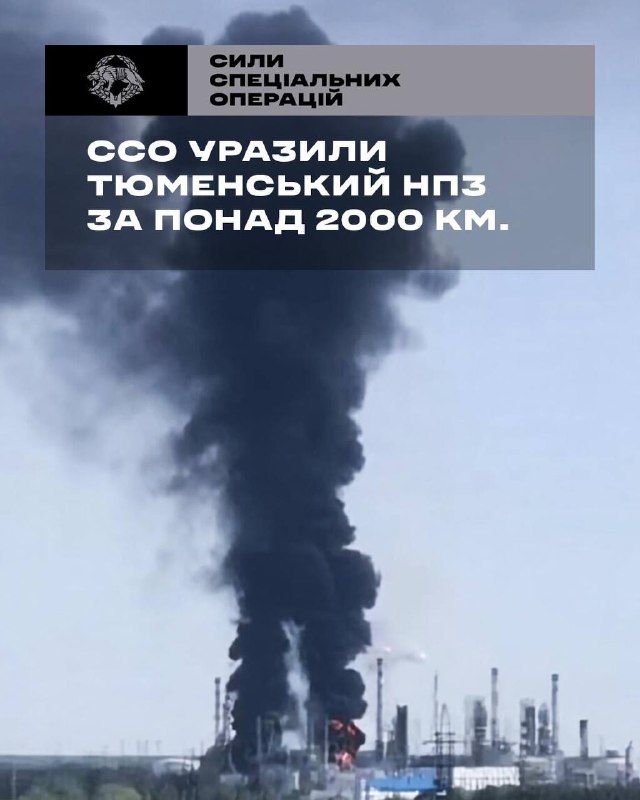 СИЛИ
СПЕЦІАЛЬНИХ
ОПЕРАЦІЙ
ССО УРАЗИЛИ
ТЮМЕНСЬКИЙ НПЗ
ЗА ПОНАД 2000 КМ.